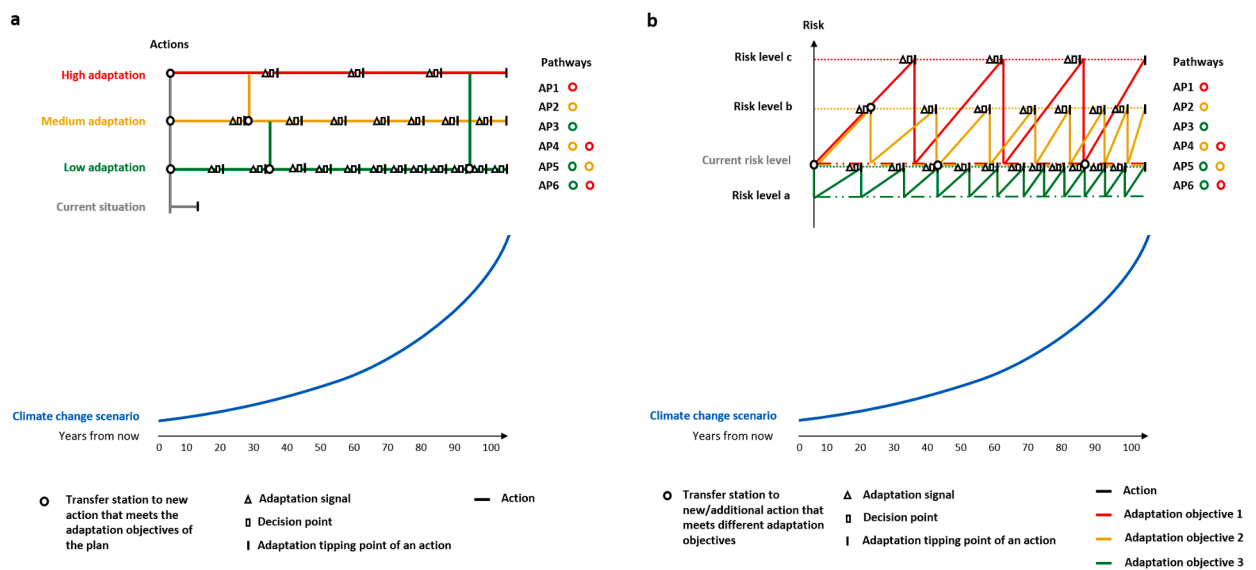 a
Actions
High adaptation
Medium adaptation
Low adaptation
Current situation
Pathways
AP1
AP2
AP3
AP4
AP5
AP6
Climate change scenario
Years from now
0 10 20 30 40 50 60 70 80 90 100
Transfer station to new
action that meets the
adaptation objectives of
the plan
Adaptation signal
Decision point
Adaptation tipping point of an action
Action
b
Risk
Risk level c
Risk level b
Current risk level
Risk level a
Pathways
AP1
AP2
AP3
AP4
AP5
AP6
Climate change scenario
Years from now
0 10 20 30 40 50 60 70 80 90 100
Transfer station to
new/additional action that
meets different adaptation
objectives
Adaptation signal
Decision point
Adaptation tipping point of an action
Action
Adaptation objective 1
Adaptation objective 2
Adaptation objective 3